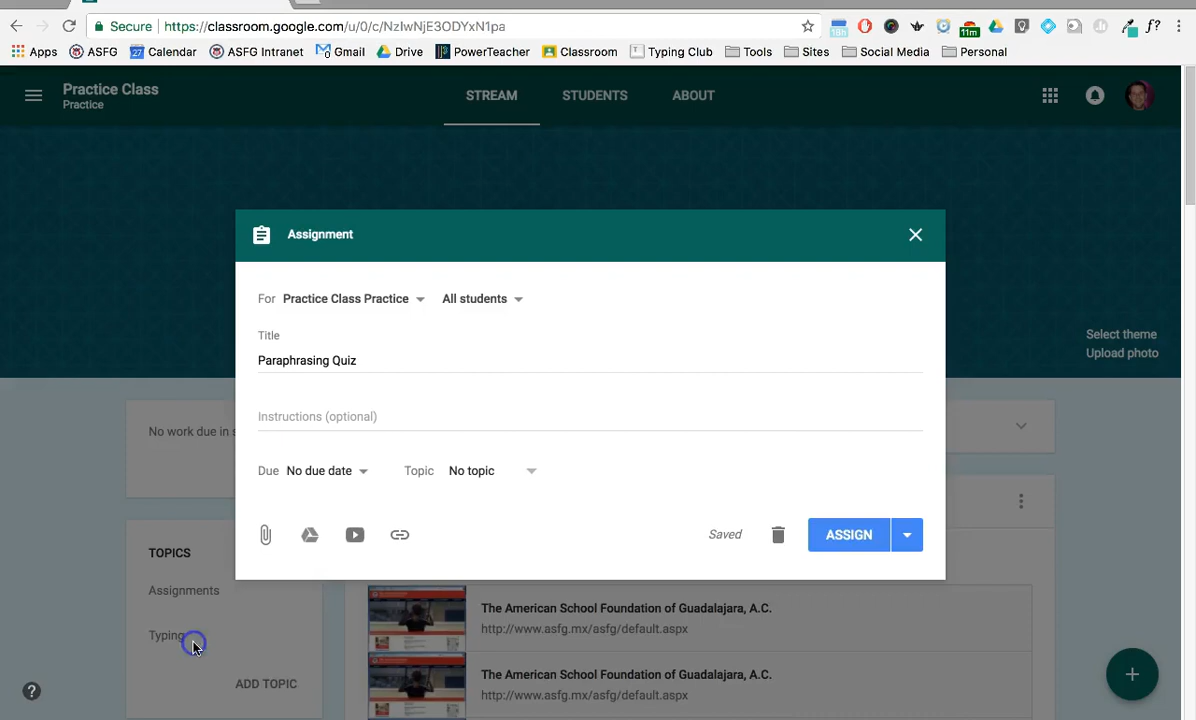 Secure https://classroom.google.com/u/0/c/NzIwNjE3ODYxN1pa 18h 11m f?
Apps ASFG 27 Calendar ASFG Intranet Gmail Drive PowerTeacher Classroom Typing Club Tools Sites Social Media Personal
Practice Class
Practice
STREAM STUDENTS ABOUT
Assignment
For Practice Class Practice All students
Title
Paraphrasing Quiz
Select theme
Upload photo
Instructions (optional)
No work due in s
Due No due date Topic No topic
Saved ASSIGN
TOPICS
Assignments
Typing
ADD TOPIC
The American School Foundation of Guadalajara, A.C.
http://www.asfg.mx/asfg/default.aspx
The American School Foundation of Guadalajara, A.C.
http://www.asfg.mx/asfg/default.aspx